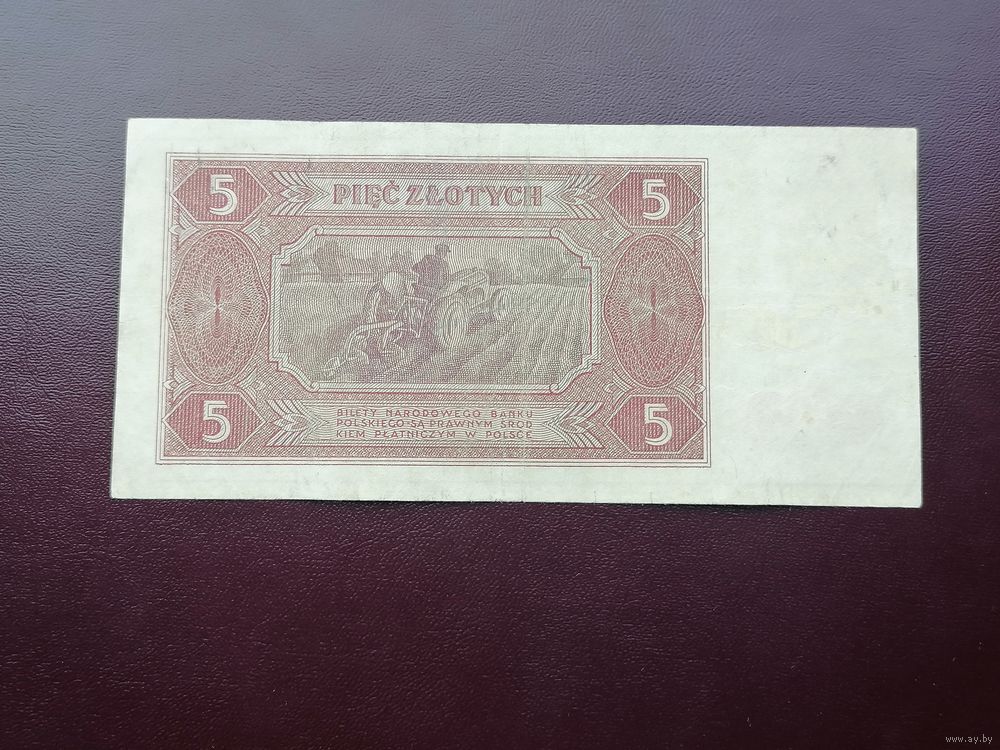 5 PIĘĆ ZŁOTYCH 5
5 BILETY NARODOWEGO BANKU 5
POLSKIEGO SĄ PRAWNYM ŚROD
KIEM PŁATNICZYM W POLSCE
www.ay.by